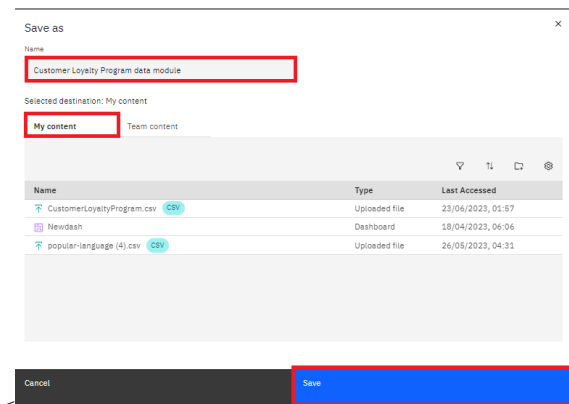 Save as
Name
Customer Loyalty Program data module
Selected destination: My content
My content Team content
Name Type Last Accessed
CustomerLoyaltyProgram.csv CSV Uploaded file 23/06/2023, 01:57
Newdash Dashboard 18/04/2023, 06:06
popular-language (4).csv CSV Uploaded file 26/05/2023, 04:31
Cancel Save